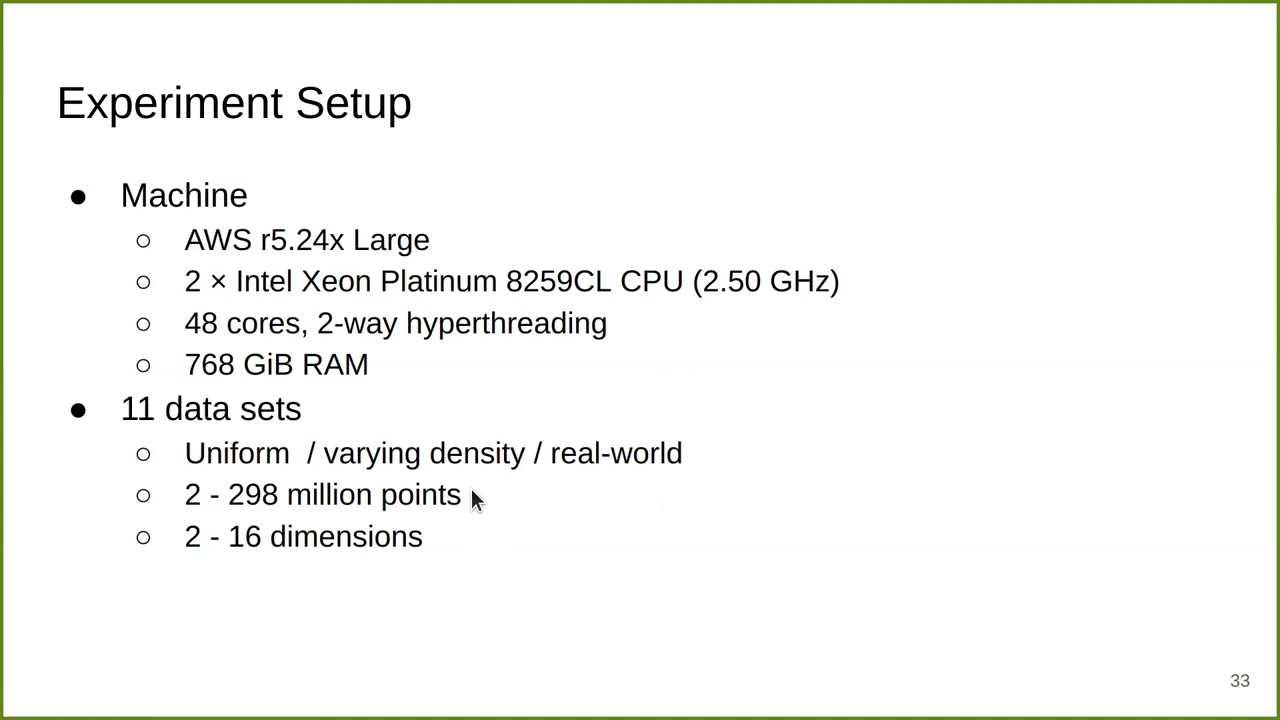 Experiment Setup
● Machine
○ AWS r5.24x Large
○ 2 × Intel Xeon Platinum 8259CL CPU (2.50 GHz)
○ 48 cores, 2-way hyperthreading
○ 768 GiB RAM
● 11 data sets
○ Uniform  / varying density / real-world
○ 2 - 298 million points
○ 2 - 16 dimensions
33